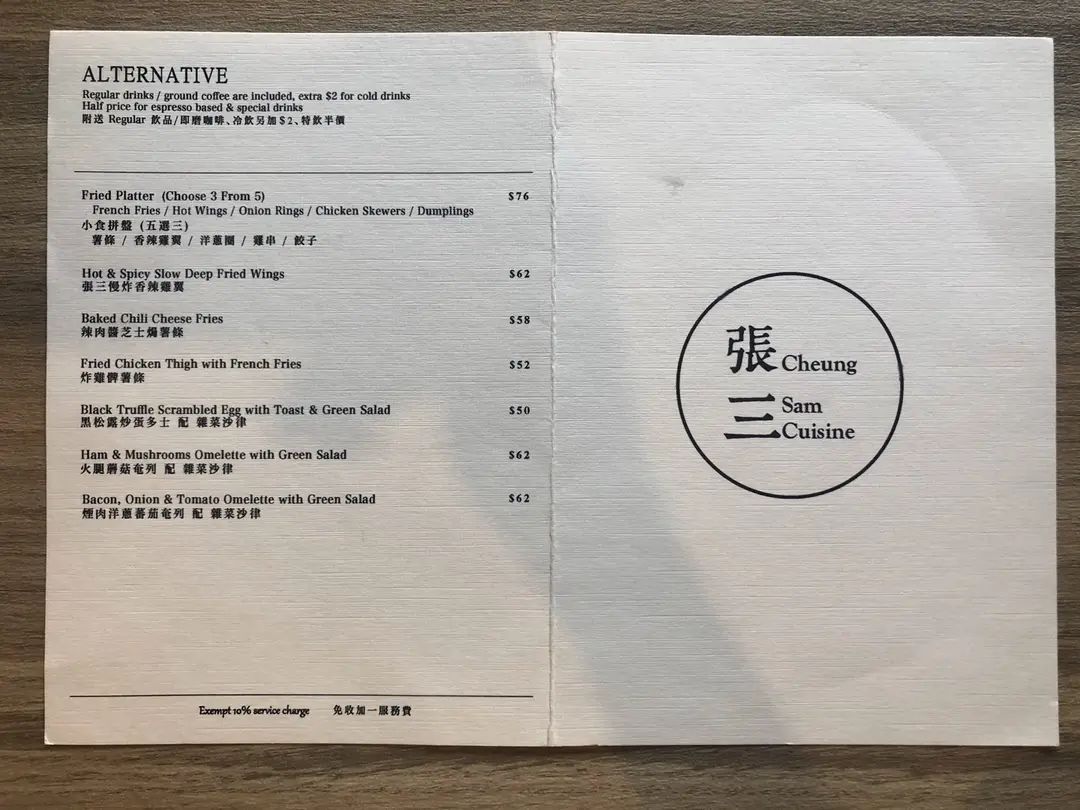 ALTERNATIVE
Regular drinks / ground coffee are included, extra $2 for cold drinks
Half price for espresso based & special drinks
附送 Regular 飲品/即磨咖啡、冷飲另加$2、特飲半價
Fried Platter (Choose 3 From 5) $76
French Fries / Hot Wings / Onion Rings / Chicken Skewers / Dumplings
小食拼盤 (五選三)
薯條 / 香辣雞翼 / 洋蔥圈 / 雞串 / 餃子
Hot & Spicy Slow Deep Fried Wings $62
張三慢炸香辣雞翼
Baked Chili Cheese Fries $58
辣肉醬芝士焗薯條
Fried Chicken Thigh with French Fries $52
炸雞髀薯條
Black Truffle Scrambled Egg with Toast & Green Salad $50
黑松露炒蛋多士 配 雜菜沙律
Ham & Mushrooms Omelette with Green Salad $62
火腿蘑菇奄列 配 雜菜沙律
Bacon, Onion & Tomato Omelette with Green Salad $62
煙肉洋蔥蕃茄奄列 配 雜菜沙律
Exempt 10% service charge 免收加一服務費
張 Cheung
三 Sam
Cuisine